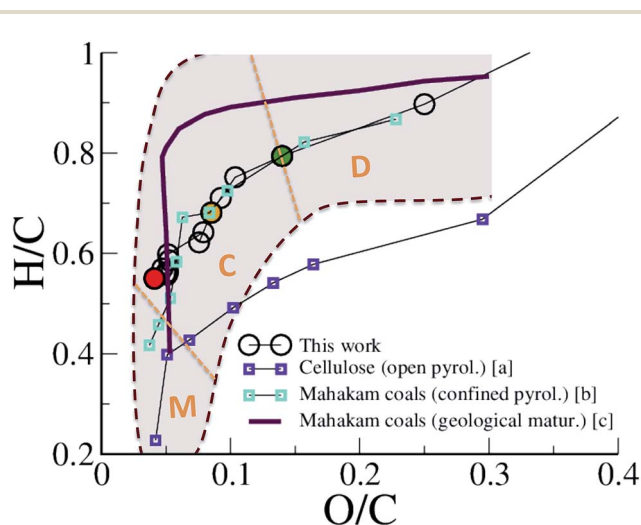 1
0.8
0.6
0.4
0.2
H/C
0
0.1
0.2
0.3
0.4
O/C
D
C
M
This work
Cellulose (open pyrol.) [a]
Mahakam coals (confined pyrol.) [b]
Mahakam coals (geological matur.) [c]